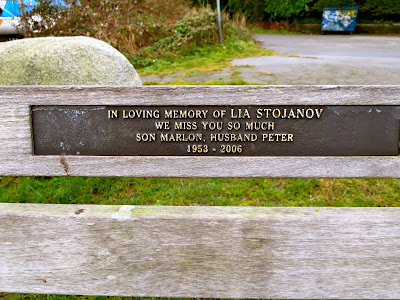 IN LOVING MEMORY OF LIA STOJANOV
WE MISS YOU SO MUCH
SON MARLON, HUSBAND PETER
1953 - 2006